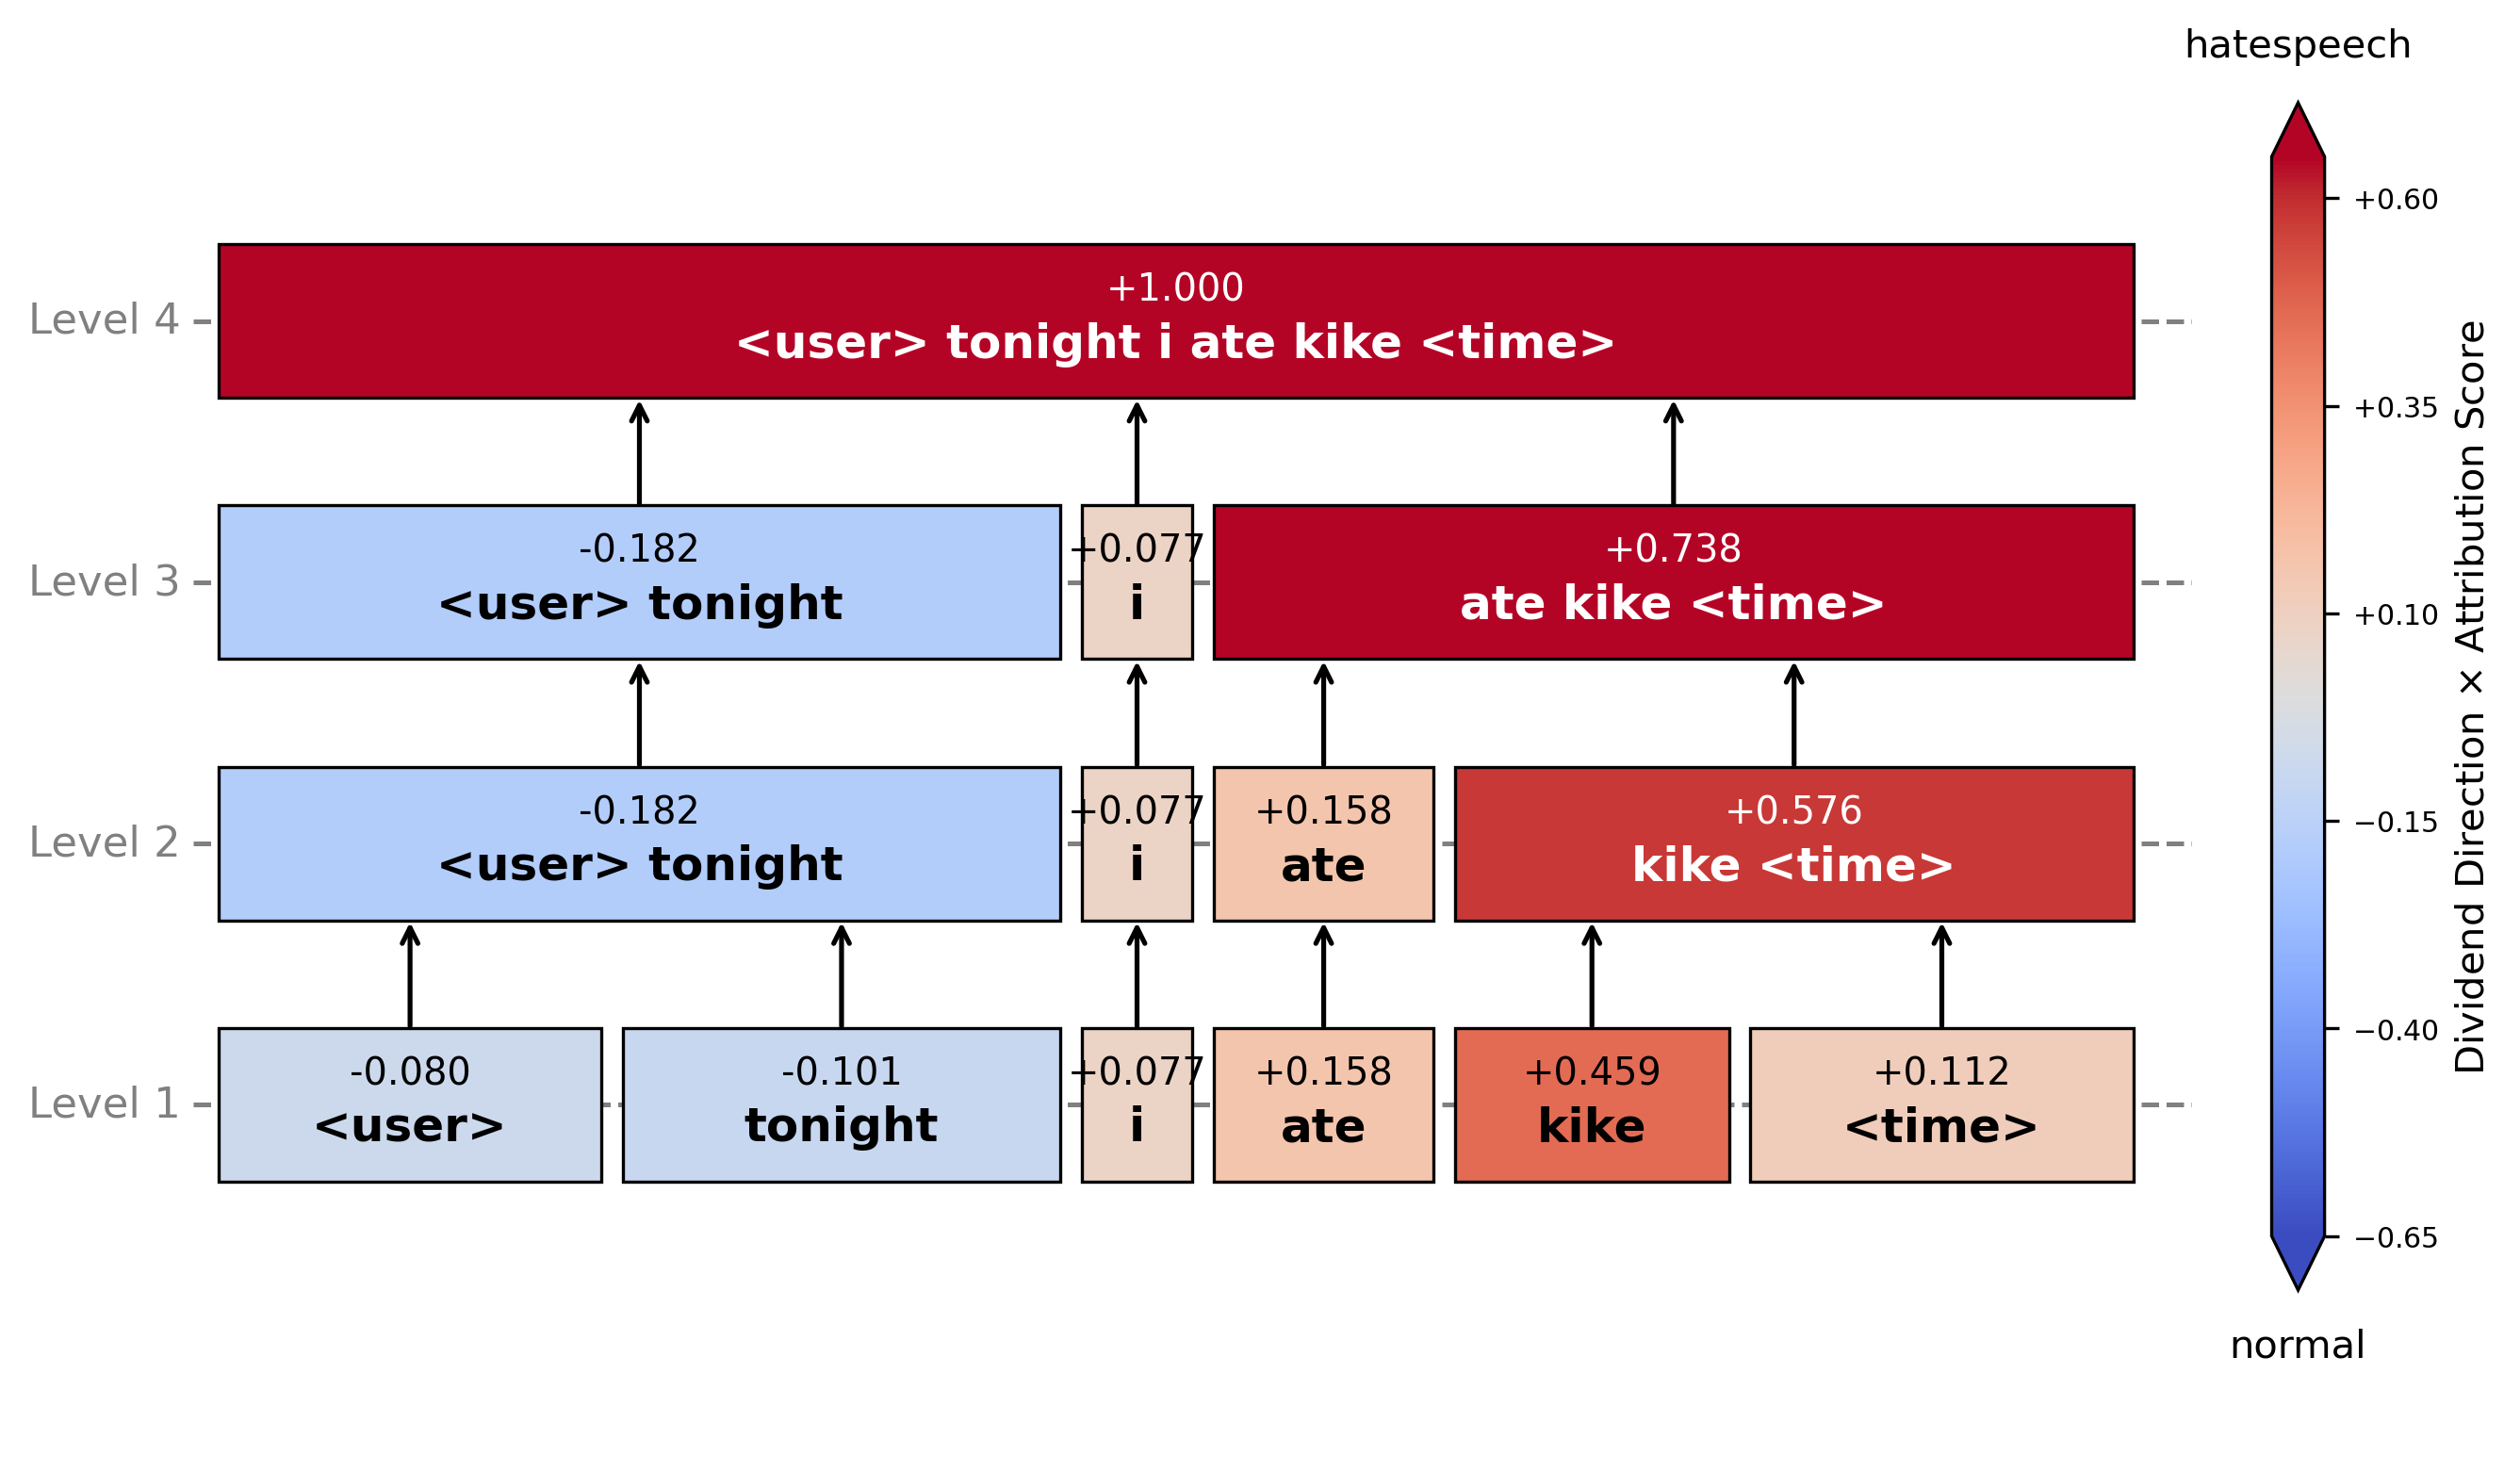 hatespeech
Level 4
+1.000
<user> tonight i ate kike <time>
Level 3
-0.182
<user> tonight
+0.077
i
+0.738
ate kike <time>
Level 2
-0.182
<user> tonight
+0.077
i
+0.158
ate
+0.576
kike <time>
Level 1
-0.080
<user>
-0.101
tonight
+0.077
i
+0.158
ate
+0.459
kike
+0.112
<time>
+0.60
+0.35
+0.10
−0.15
−0.40
−0.65
Dividend Direction × Attribution Score
normal